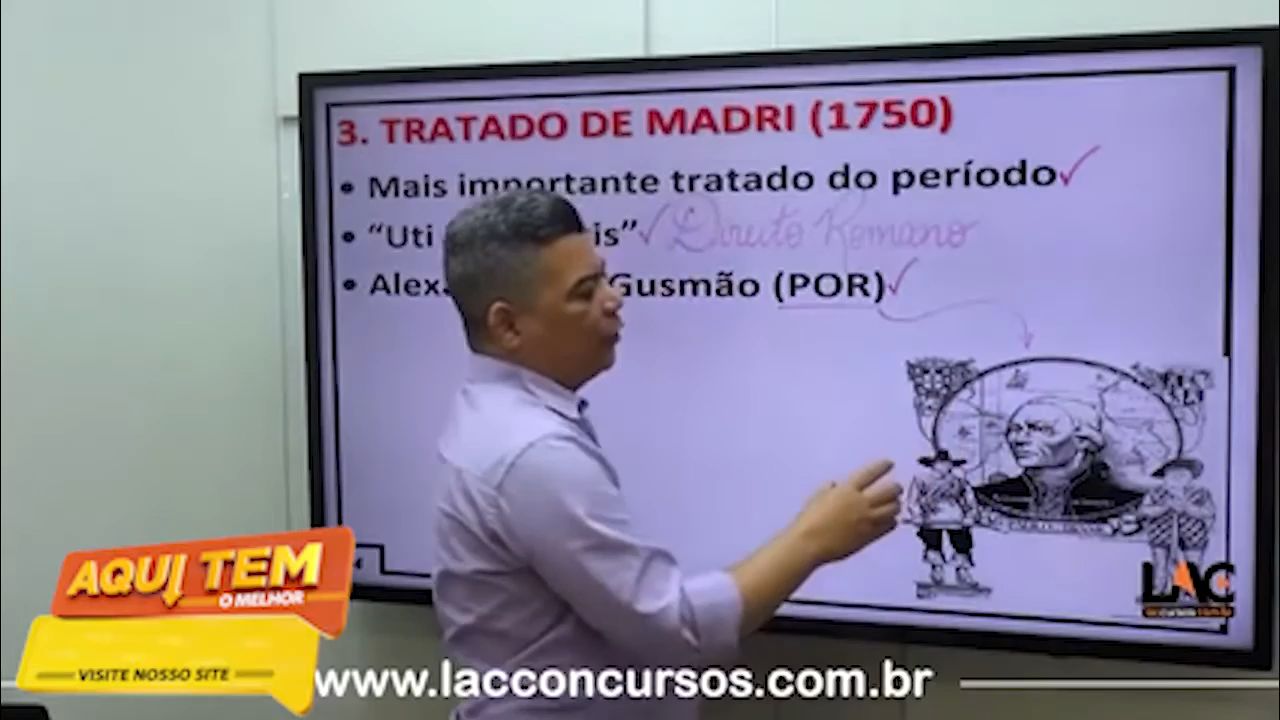 3. TRATADO DE MADRI (1750)
• Mais importante tratado do período✓
• “Uti is”✓ Direito Romano
• Alex Gusmão (POR)✓
LAC
AQUI TEM
O MELHOR
VISITE NOSSO SITE
www.lacconcursos.com.br